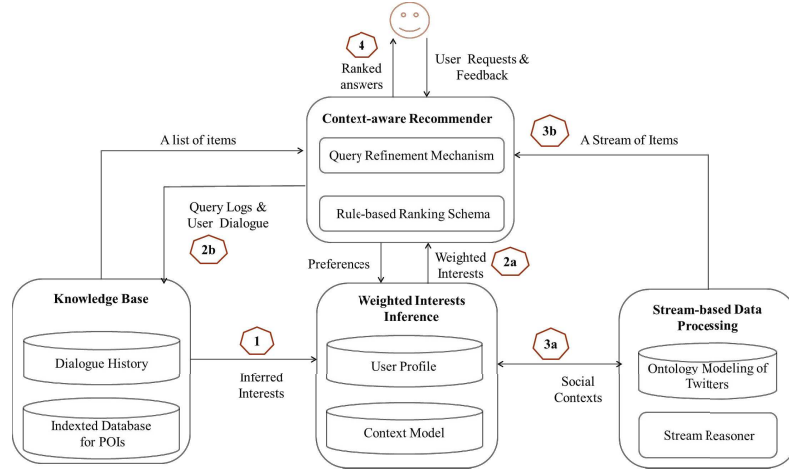 4
Ranked
answers
User Requests &
Feedback
Context-aware Recommender
3b
A list of items
Query Refinement Mechanism
A Stream of Items
Query Logs &
User Dialogue
Rule-based Ranking Schema
2b
Preferences
Weighted
Interests
2a
Knowledge Base
Weighted Interests
Inference
Stream-based Data
Processing
1
3a
Dialogue History
User Profile
Ontology Modeling of
Twitters
Inferred
Interests
Social
Contexts
Indexted Database
for POIs
Context Model
Stream Reasoner